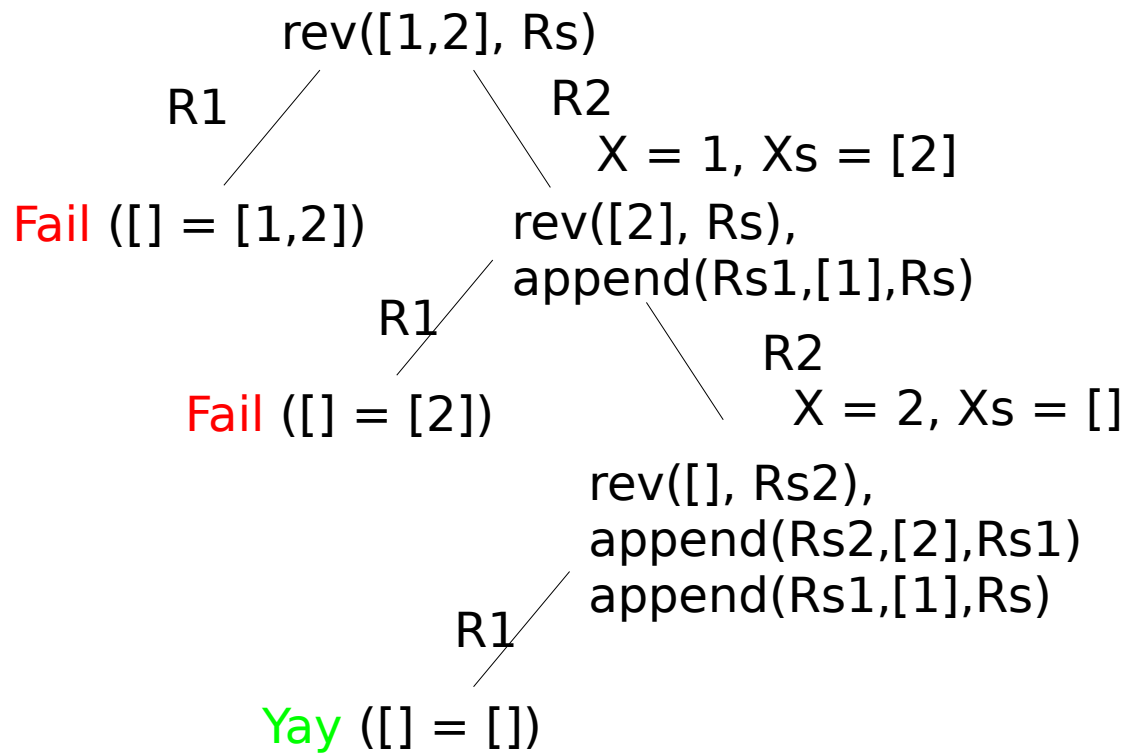 rev([1,2], Rs)
R1
R2
X = 1, Xs = [2]
Fail ([] = [1,2])
rev([2], Rs),
append(Rs1,[1],Rs)
R1
R2
X = 2, Xs = []
Fail ([] = [2])
rev([], Rs2),
append(Rs2,[2],Rs1)
append(Rs1,[1],Rs)
R1
Yay ([] = [])